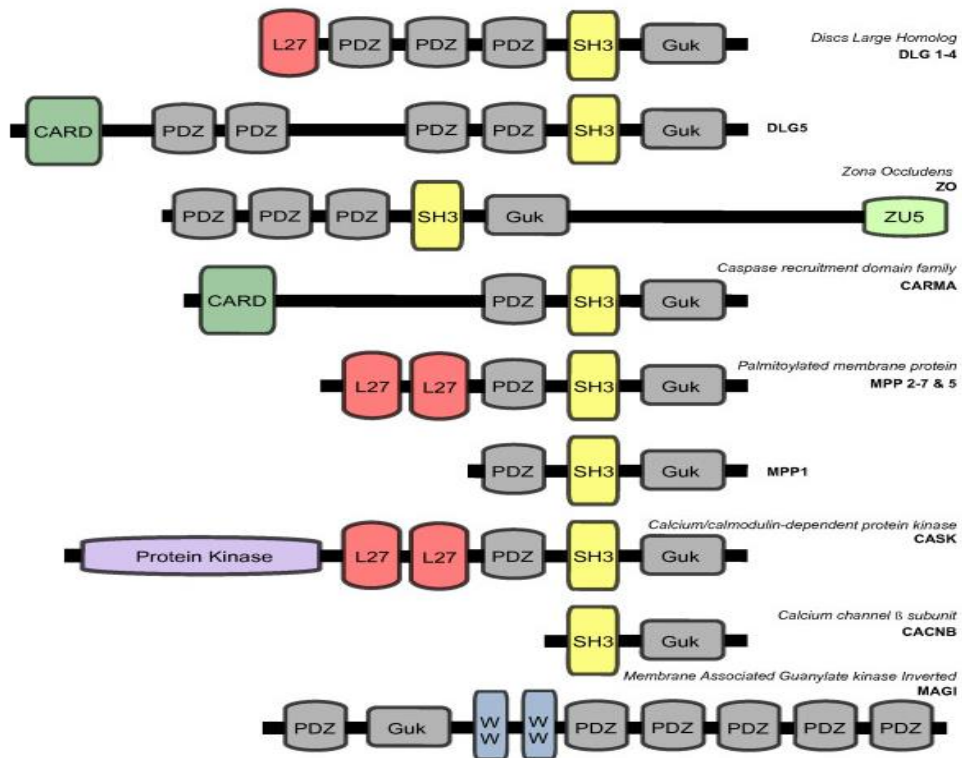 L27 PDZ PDZ PDZ SH3 Guk
Discs Large Homolog
DLG 1-4
CARD PDZ PDZ PDZ PDZ SH3 Guk
DLG5
Zona Occludens
ZO
PDZ PDZ PDZ SH3 Guk ZU5
Caspase recruitment domain family
CARMA
CARD PDZ SH3 Guk
Palmitoylated membrane protein
MPP 2-7 & 5
L27 L27 PDZ SH3 Guk
PDZ SH3 Guk
MPP1
Calcium/calmodulin-dependent protein kinase
CASK
Protein Kinase L27 L27 PDZ SH3 Guk
Calcium channel ß subunit
CACNB
SH3 Guk
Membrane Associated Guanylate kinase Inverted
MAGI
PDZ Guk WW WW PDZ PDZ PDZ PDZ PDZ